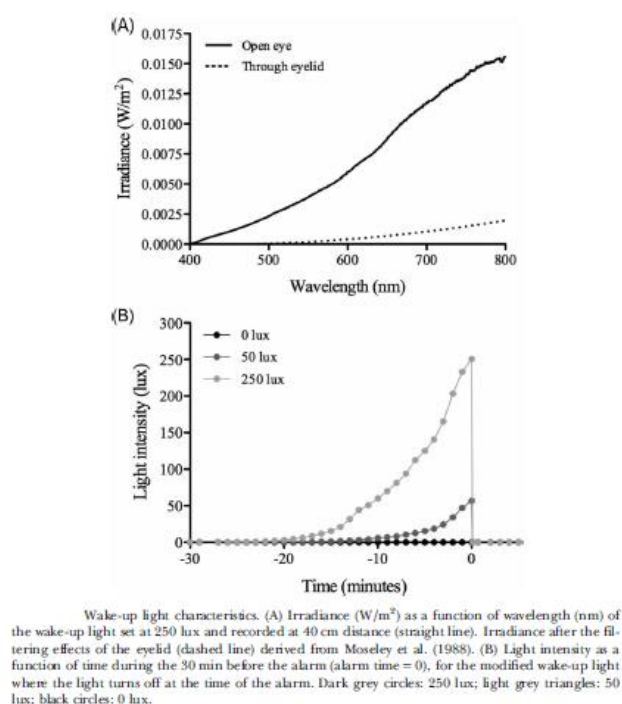 (A)
0.0175
0.0150
0.0125
0.0100
0.0075
0.0050
0.0025
0.0000
Irradiance (W/m²)
Open eye
Through eyelid
400 500 600 700 800
Wavelength (nm)
(B)
300
250
200
150
100
50
0
Light intensity (lux)
0 lux
50 lux
250 lux
-30 -20 -10 0
Time (minutes)
Wake-up light characteristics. (A) Irradiance (W/m²) as a function of wavelength (nm) of
the wake-up light set at 250 lux and recorded at 40 cm distance (straight line). Irradiance after the fil-
tering effects of the eyelid (dashed line) derived from Moseley et al. (1988). (B) Light intensity as a
function of time during the 30 min before the alarm (alarm time = 0), for the modified wake-up light
where the light turns off at the time of the alarm. Dark grey circles: 250 lux; light grey triangles: 50
lux; black circles: 0 lux.